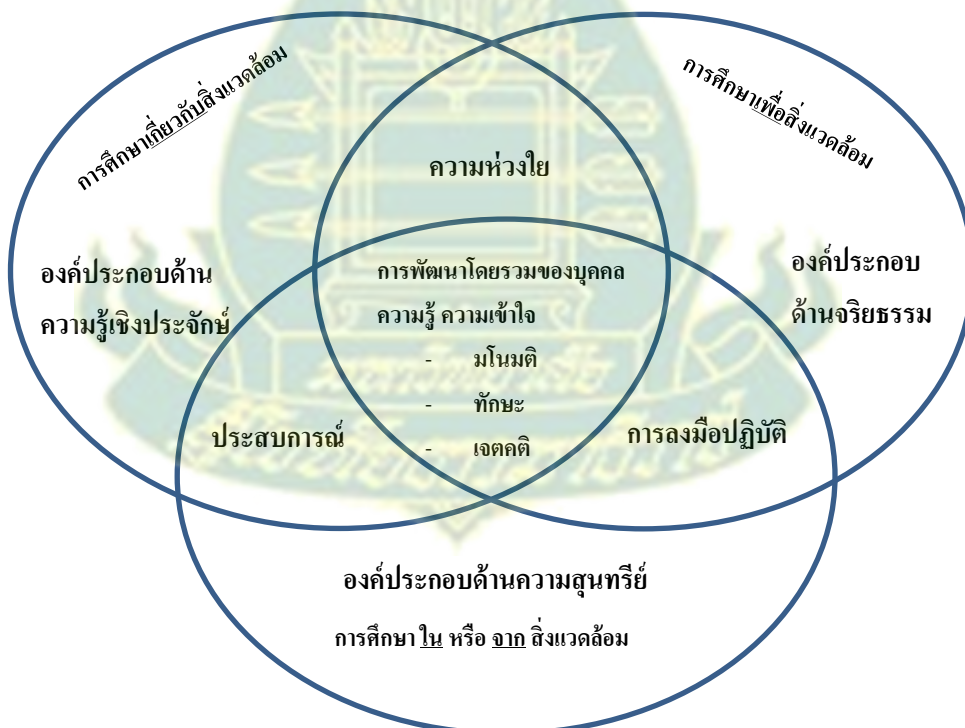 การศึกษาเกี่ยวกับสิ่งแวดล้อม
การศึกษาเพื่อสิ่งแวดล้อม
ความห่วงใย
องค์ประกอบด้าน
ความรู้เชิงประจักษ์
การพัฒนาโดยรวมของบุคคล
ความรู้ ความเข้าใจ
- มโนมติ
- ทักษะ
- เจตคติ
องค์ประกอบ
ด้านจริยธรรม
ประสบการณ์
การลงมือปฏิบัติ
องค์ประกอบด้านความสุนทรีย์
การศึกษา ใน หรือ จาก สิ่งแวดล้อม